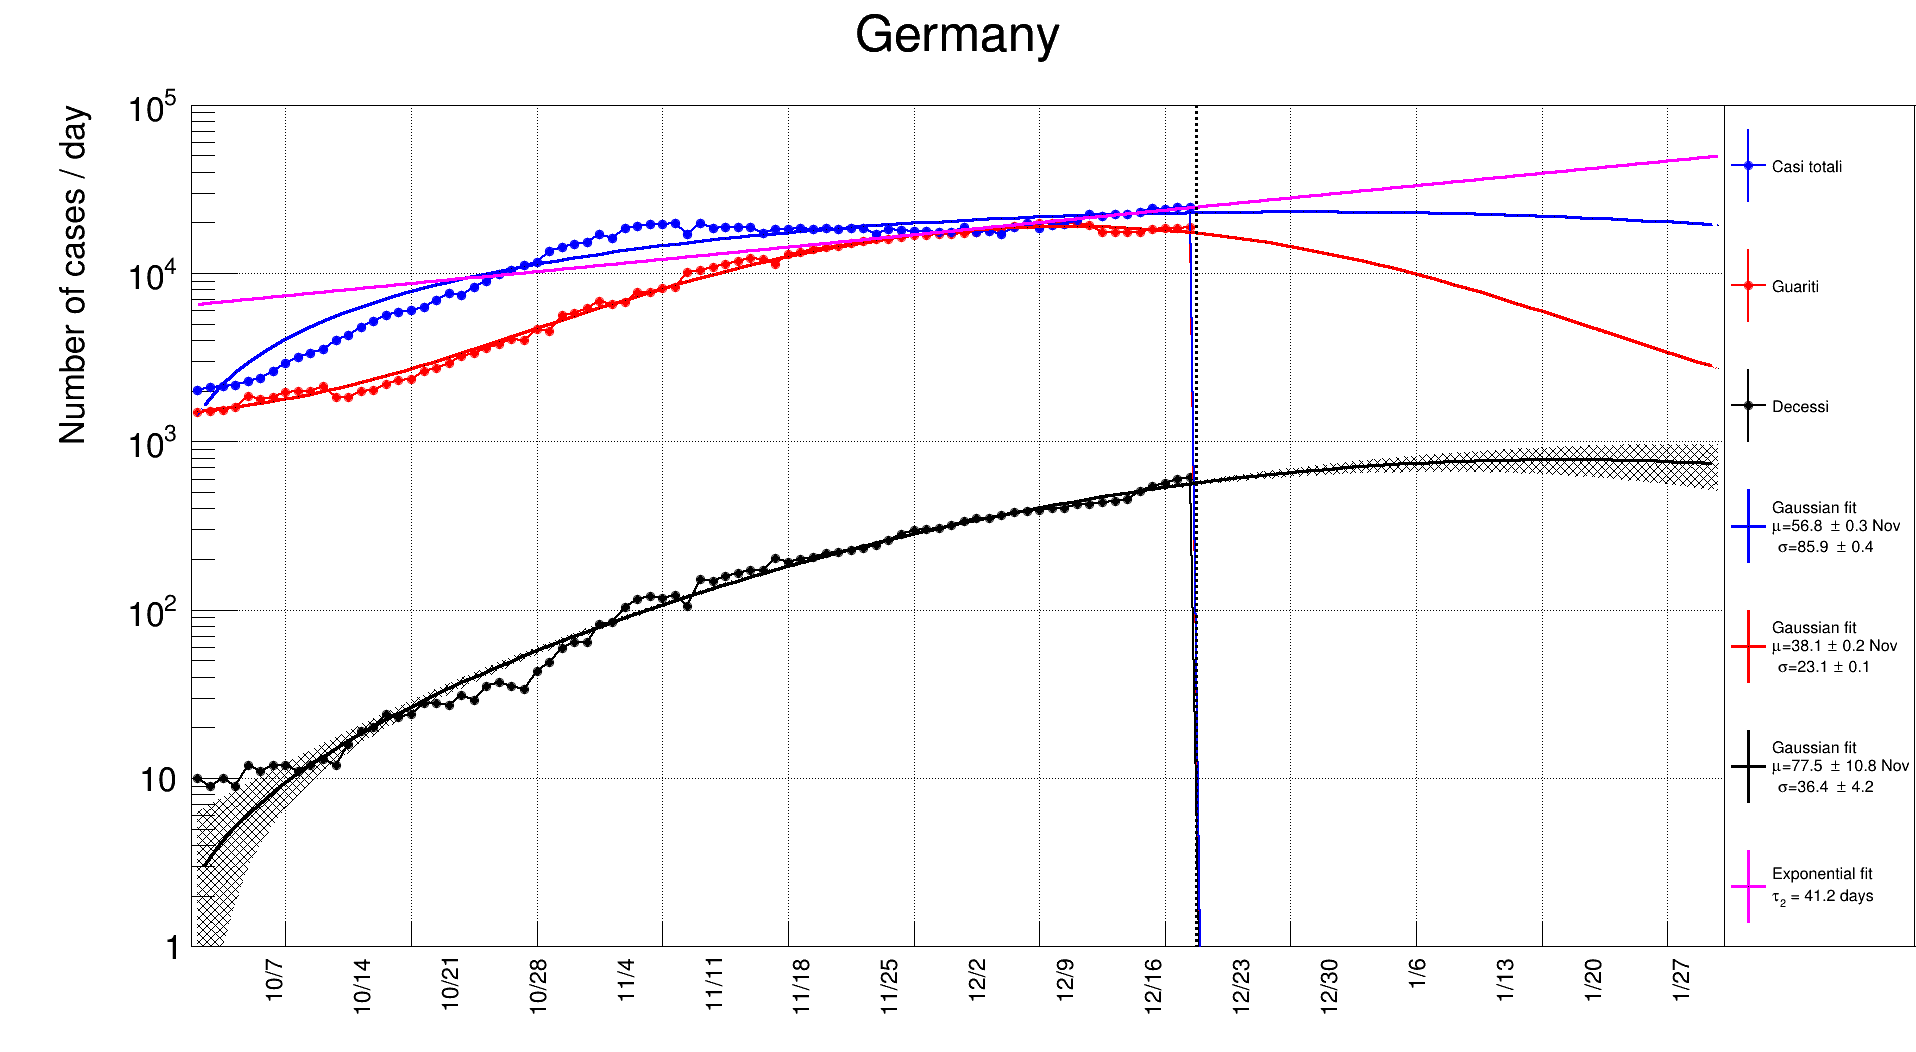 Germany
Number of cases / day
10^5
10^4
10^3
10^2
10
1
10/7
10/14
10/21
10/28
11/4
11/11
11/18
11/25
12/2
12/9
12/16
12/23
12/30
1/6
1/13
1/20
1/27
Casi totali
Guariti
Decessi
Gaussian fit
μ=56.8 ± 0.3 Nov
σ=85.9 ± 0.4
Gaussian fit
μ=38.1 ± 0.2 Nov
σ=23.1 ± 0.1
Gaussian fit
μ=77.5 ± 10.8 Nov
σ=36.4 ± 4.2
Exponential fit
τ₂ = 41.2 days